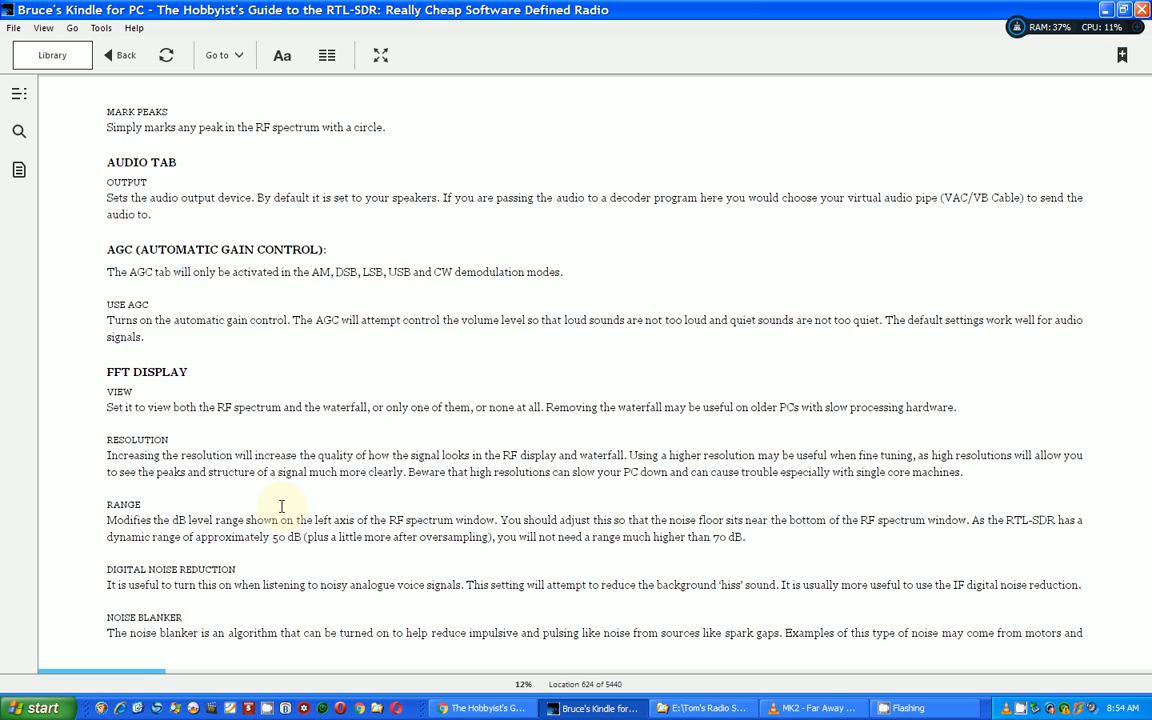 Bruce's Kindle for PC - The Hobbyist's Guide to the RTL-SDR: Really Cheap Software Defined Radio
File View Go Tools Help
RAM: 37% CPU: 11%
Library Back Go to Aa
MARK PEAKS
Simply marks any peak in the RF spectrum with a circle.
AUDIO TAB
OUTPUT
Sets the audio output device. By default it is set to your speakers. If you are passing the audio to a decoder program here you would choose your virtual audio pipe (VAC/VB Cable) to send the
audio to.
AGC (AUTOMATIC GAIN CONTROL):
The AGC tab will only be activated in the AM, DSB, LSB, USB and CW demodulation modes.
USE AGC
Turns on the automatic gain control. The AGC will attempt control the volume level so that loud sounds are not too loud and quiet sounds are not too quiet. The default settings work well for audio
signals.
FFT DISPLAY
VIEW
Set it to view both the RF spectrum and the waterfall, or only one of them, or none at all. Removing the waterfall may be useful on older PCs with slow processing hardware.
RESOLUTION
Increasing the resolution will increase the quality of how the signal looks in the RF display and waterfall. Using a higher resolution may be useful when fine tuning, as high resolutions will allow you
to see the peaks and structure of a signal much more clearly. Beware that high resolutions can slow your PC down and can cause trouble especially with single core machines.
RANGE
Modifies the dB level range shown on the left axis of the RF spectrum window. You should adjust this so that the noise floor sits near the bottom of the RF spectrum window. As the RTL-SDR has a
dynamic range of approximately 50 dB (plus a little more after oversampling), you will not need a range much higher than 70 dB.
DIGITAL NOISE REDUCTION
It is useful to turn this on when listening to noisy analogue voice signals. This setting will attempt to reduce the background 'hiss' sound. It is usually more useful to use the IF digital noise reduction.
NOISE BLANKER
The noise blanker is an algorithm that can be turned on to help reduce impulsive and pulsing like noise from sources like spark gaps. Examples of this type of noise may come from motors and
12% Location 624 of 5440
start The Hobbyist's G... Bruce's Kindle for... E:\Tom's Radio S... MK2 - Far Away ... Flashing 8:54 AM